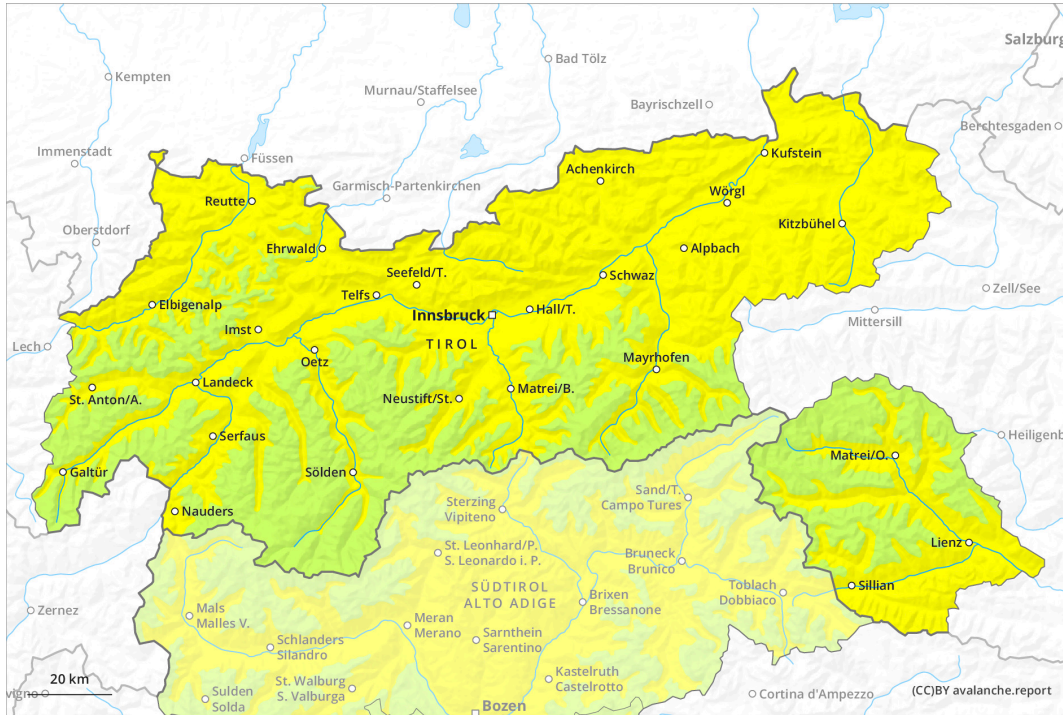 Salzburg
Bad Tölz
Kempten
Murnau/Staffelsee
Bayrischzell
Berchtesgaden
Immenstadt
Füssen
Kufstein
Garmisch-Partenkirchen
Achenkirch
Reutte
Wörgl
Oberstdorf
Kitzbühel
Ehrwald
Alpbach
Seefeld/T.
Schwaz
Zell/See
Telfs
Elbigenalp
Innsbruck
Hall/T.
Mittersill
Imst
Lech
TIROL
Oetz
Mayrhofen
Landeck
St. Anton/A.
Matrei/B.
Neustift/St.
Serfaus
Heiligenb
Matrei/O.
Galtür
Sölden
Sand/T.
Campo Tures
Sterzing
Vipiteno
Nauders
Lienz
St. Leonhard/P.
S. Leonardo i. P.
Bruneck
Brunico
Sillian
Toblach
Dobbiaco
SÜDTIROL
ALTO ADIGE
Brixen
Bressanone
Zernez
Mals
Malles V.
Meran
Merano
Sarnthein
Sarentino
Schlanders
Silandro
Kastelruth
Castelrotto
St. Walburg
S. Valburga
20 km
vigno
Sulden
Solda
Cortina d'Ampezzo
(CC)BY avalanche.report
Bozen